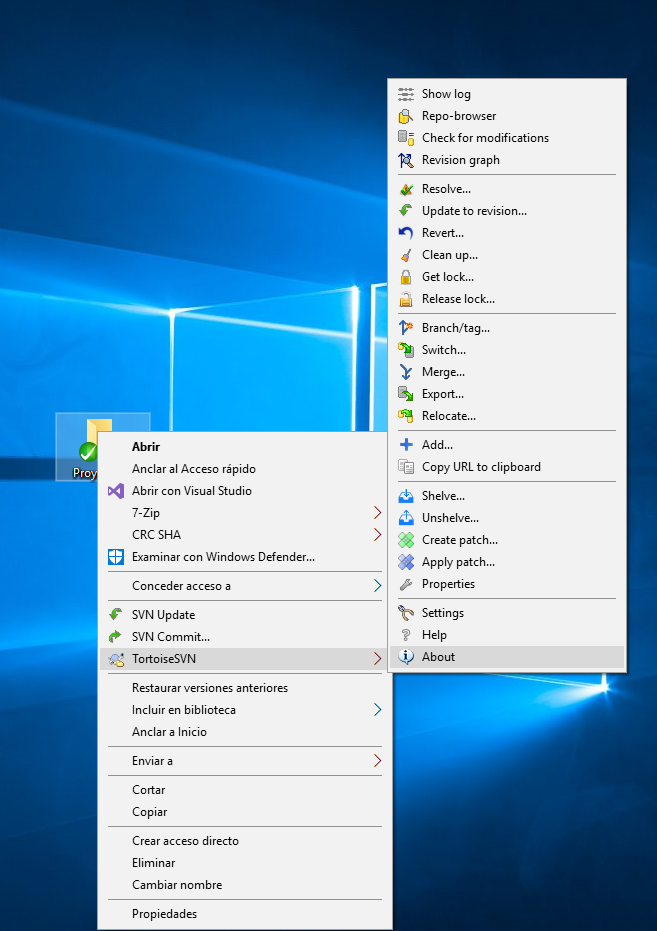 Show log
Repo-browser
Check for modifications
Revision graph
Resolve...
Update to revision...
Revert...
Clean up...
Get lock...
Release lock...
Branch/tag...
Switch...
Merge...
Export...
Relocate...
Add...
Copy URL to clipboard
Shelve...
Unshelve...
Create patch...
Apply patch...
Properties
Settings
Help
About
Proy
Abrir
Anclar al Acceso rápido
Abrir con Visual Studio
7-Zip
CRC SHA
Examinar con Windows Defender...
Conceder acceso a
SVN Update
SVN Commit...
TortoiseSVN
Restaurar versiones anteriores
Incluir en biblioteca
Anclar a Inicio
Enviar a
Cortar
Copiar
Crear acceso directo
Eliminar
Cambiar nombre
Propiedades